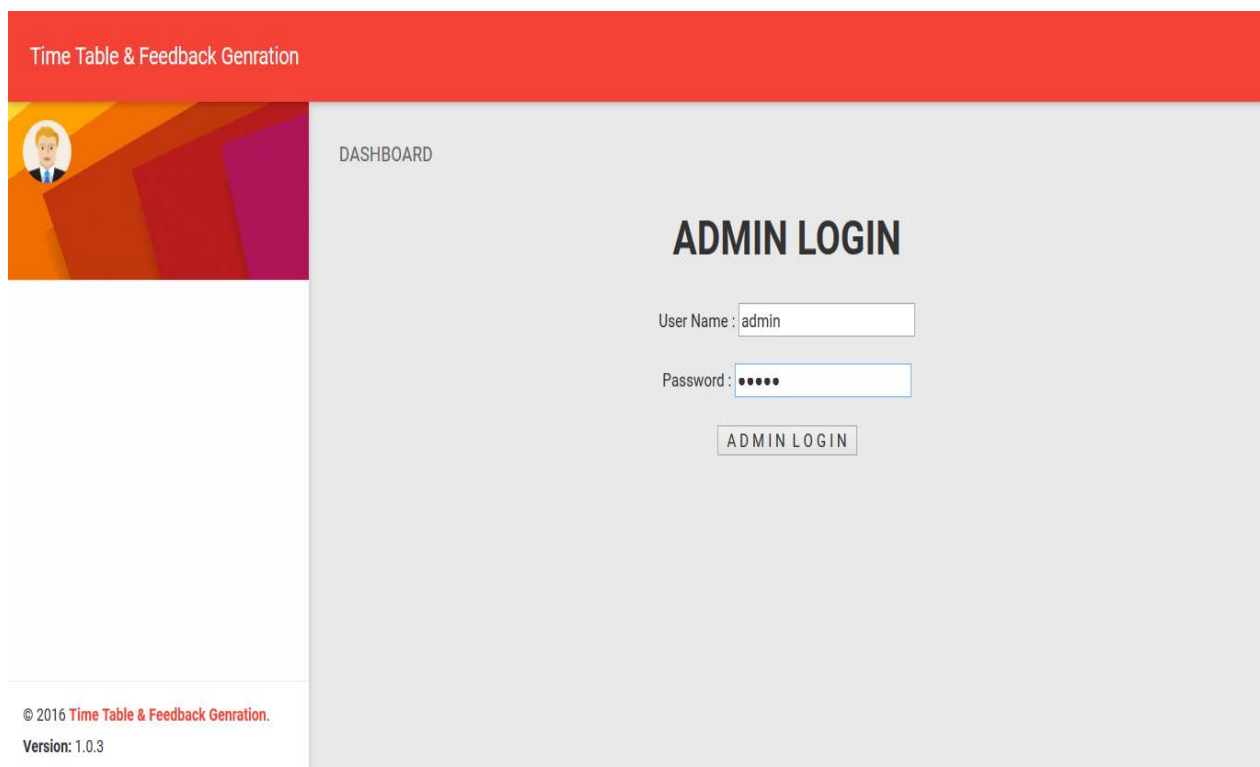 Time Table & Feedback Genration
DASHBOARD
ADMIN LOGIN
User Name : admin
Password : •••••
ADMIN LOGIN
© 2016 Time Table & Feedback Genration.
Version: 1.0.3